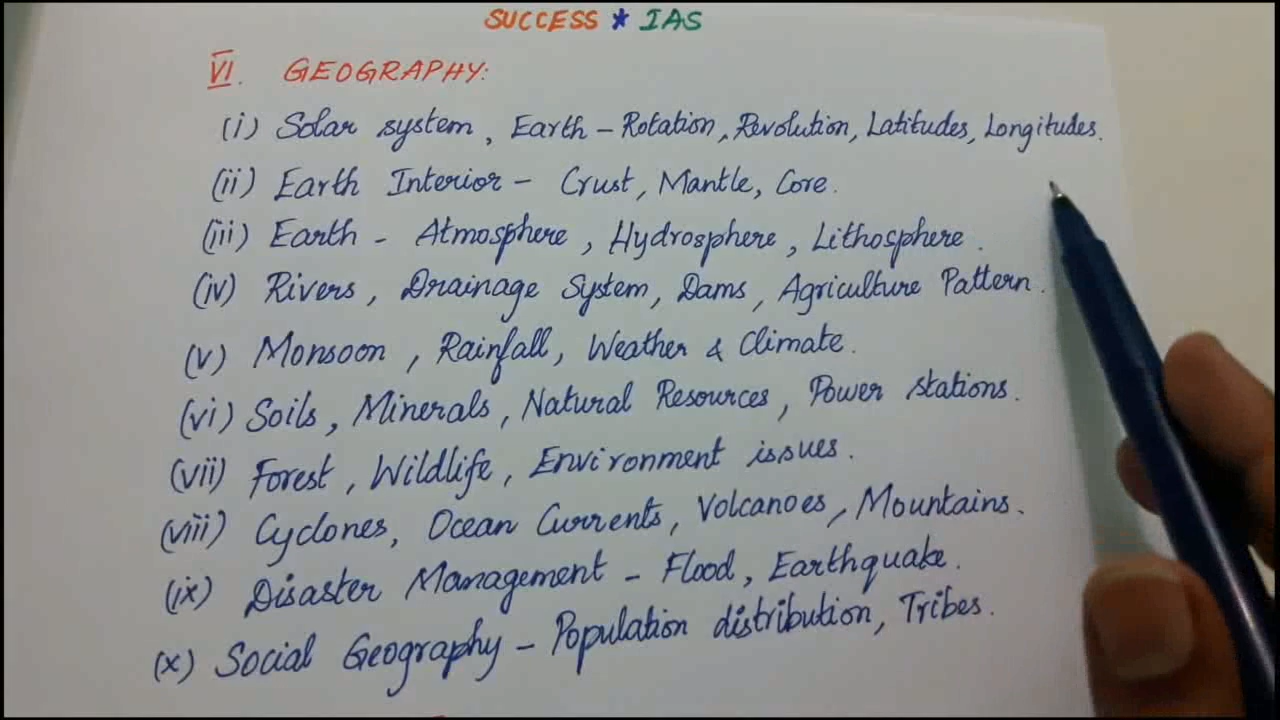 SUCCESS * IAS
VI. GEOGRAPHY:
(i) Solar system, Earth - Rotation, Revolution, Latitudes, Longitudes.
(ii) Earth Interior - Crust, Mantle, Core.
(iii) Earth - Atmosphere, Hydrosphere, Lithosphere.
(iv) Rivers, Drainage System, Dams, Agriculture Pattern.
(v) Monsoon, Rainfall, Weather & Climate.
(vi) Soils, Minerals, Natural Resources, Power stations.
(vii) Forest, Wildlife, Environment issues.
(viii) Cyclones, Ocean Currents, Volcanoes, Mountains.
(ix) Disaster Management - Flood, Earthquake.
(x) Social Geography - Population distribution, Tribes.